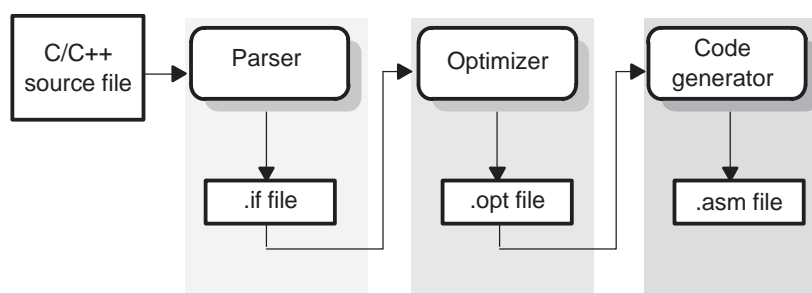 C/C++
source file
Parser
Optimizer
Code
generator
.if file
.opt file
.asm file